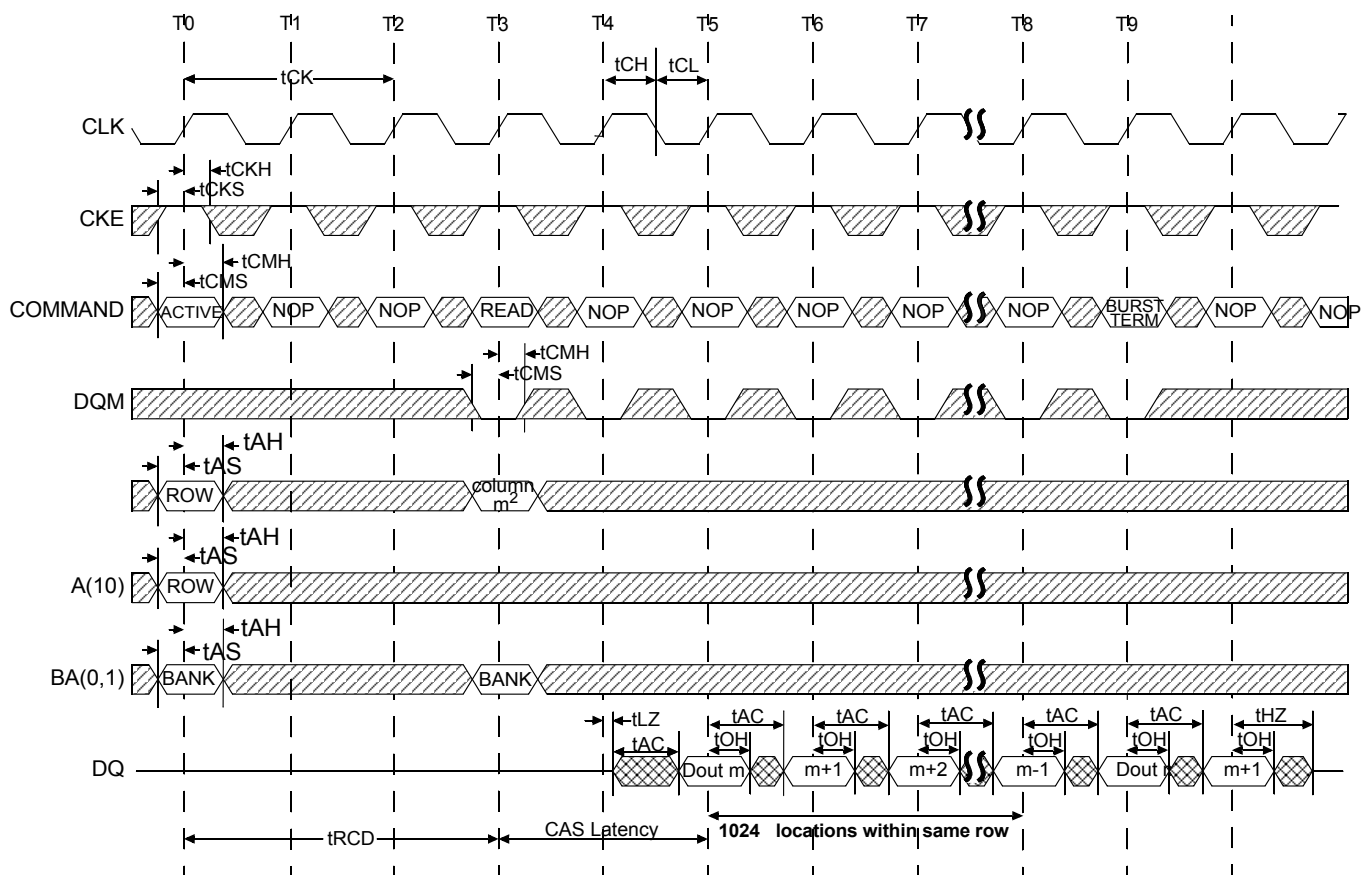 T0 T1 T2 T3 T4 T5 T6 T7 T8 T9
tCK tCH tCL
CLK
tCKH
tCKS
CKE
tCMH
tCMS
COMMAND ACTIVE NOP NOP READ NOP NOP NOP NOP NOP BURST TERM NOP NOP
tCMH
tCMS
DQM
tAH
tAS
ROW column m2
tAH
tAS
A(10) ROW
tAH
tAS
BA(0,1) BANK BANK
tLZ tAC tAC tAC tAC tAC tHZ
tAC tOH tOH tOH tOH tOH tOH
DQ Dout m m+1 m+2 m-1 Dout m+1
tRCD CAS Latency 1024 locations within same row